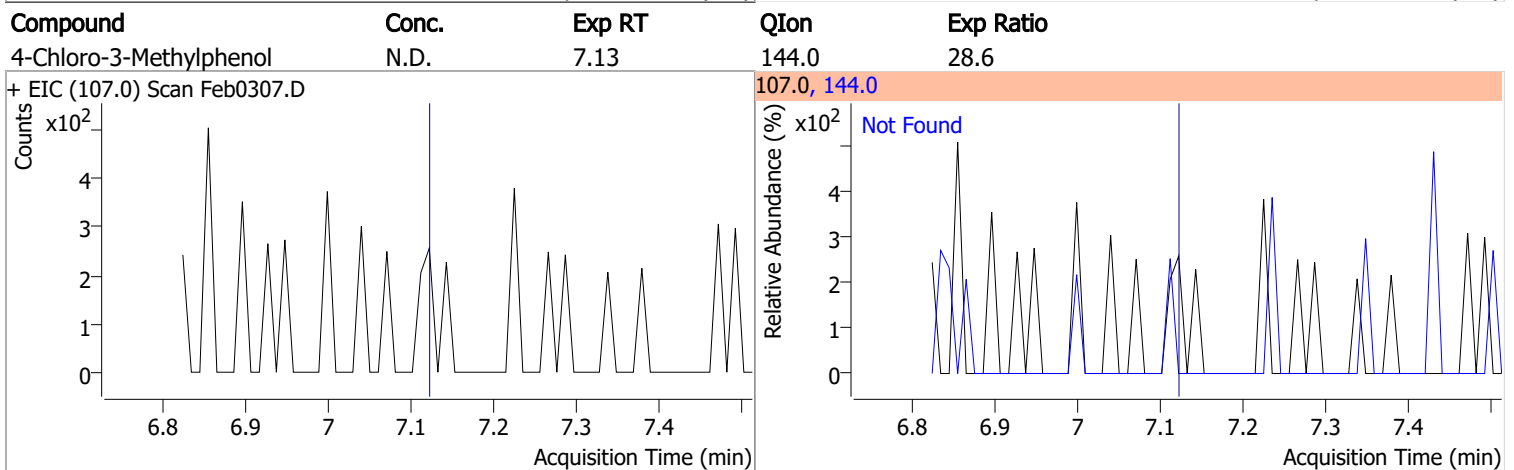 Compound Conc. Exp RT QIon Exp Ratio
4-Chloro-3-Methylphenol N.D. 7.13 144.0 28.6
+ EIC (107.0) Scan Feb0307.D
Counts
x10²
4
3
2
1
0
6.8 6.9 7 7.1 7.2 7.3 7.4
Acquisition Time (min)
107.0, 144.0
Relative Abundance (%)
x10²
Not Found
4
3
2
1
0
6.8 6.9 7 7.1 7.2 7.3 7.4
Acquisition Time (min)